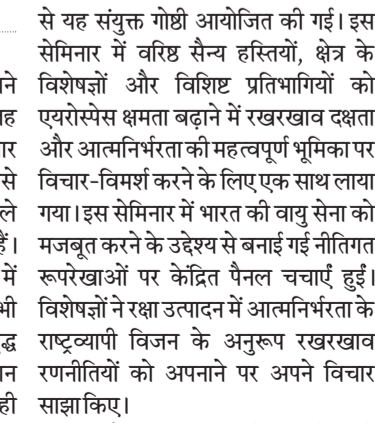 से यह संयुक्त गोष्ठी आयोजित की गई। इस
सेमिनार में वरिष्ठ सैन्य हस्तियों, क्षेत्र के
विशेषज्ञों और विशिष्ट प्रतिभागियों को
एयरोस्पेस क्षमता बढ़ाने में रखरखाव दक्षता
और आत्मनिर्भरता की महत्वपूर्ण भूमिका पर
विचार-विमर्श करने के लिए एक साथ लाया
गया। इस सेमिनार में भारत की वायु सेना को
मजबूत करने के उद्देश्य से बनाई गई नीतिगत
रूपरेखाओं पर केंद्रित पैनल चर्चाएं हुईं।
विशेषज्ञों ने रक्षा उत्पादन में आत्मनिर्भरता के
राष्ट्रव्यापी विजन के अनुरूप रखरखाव
रणनीतियों को अपनाने पर अपने विचार
साझा किए।